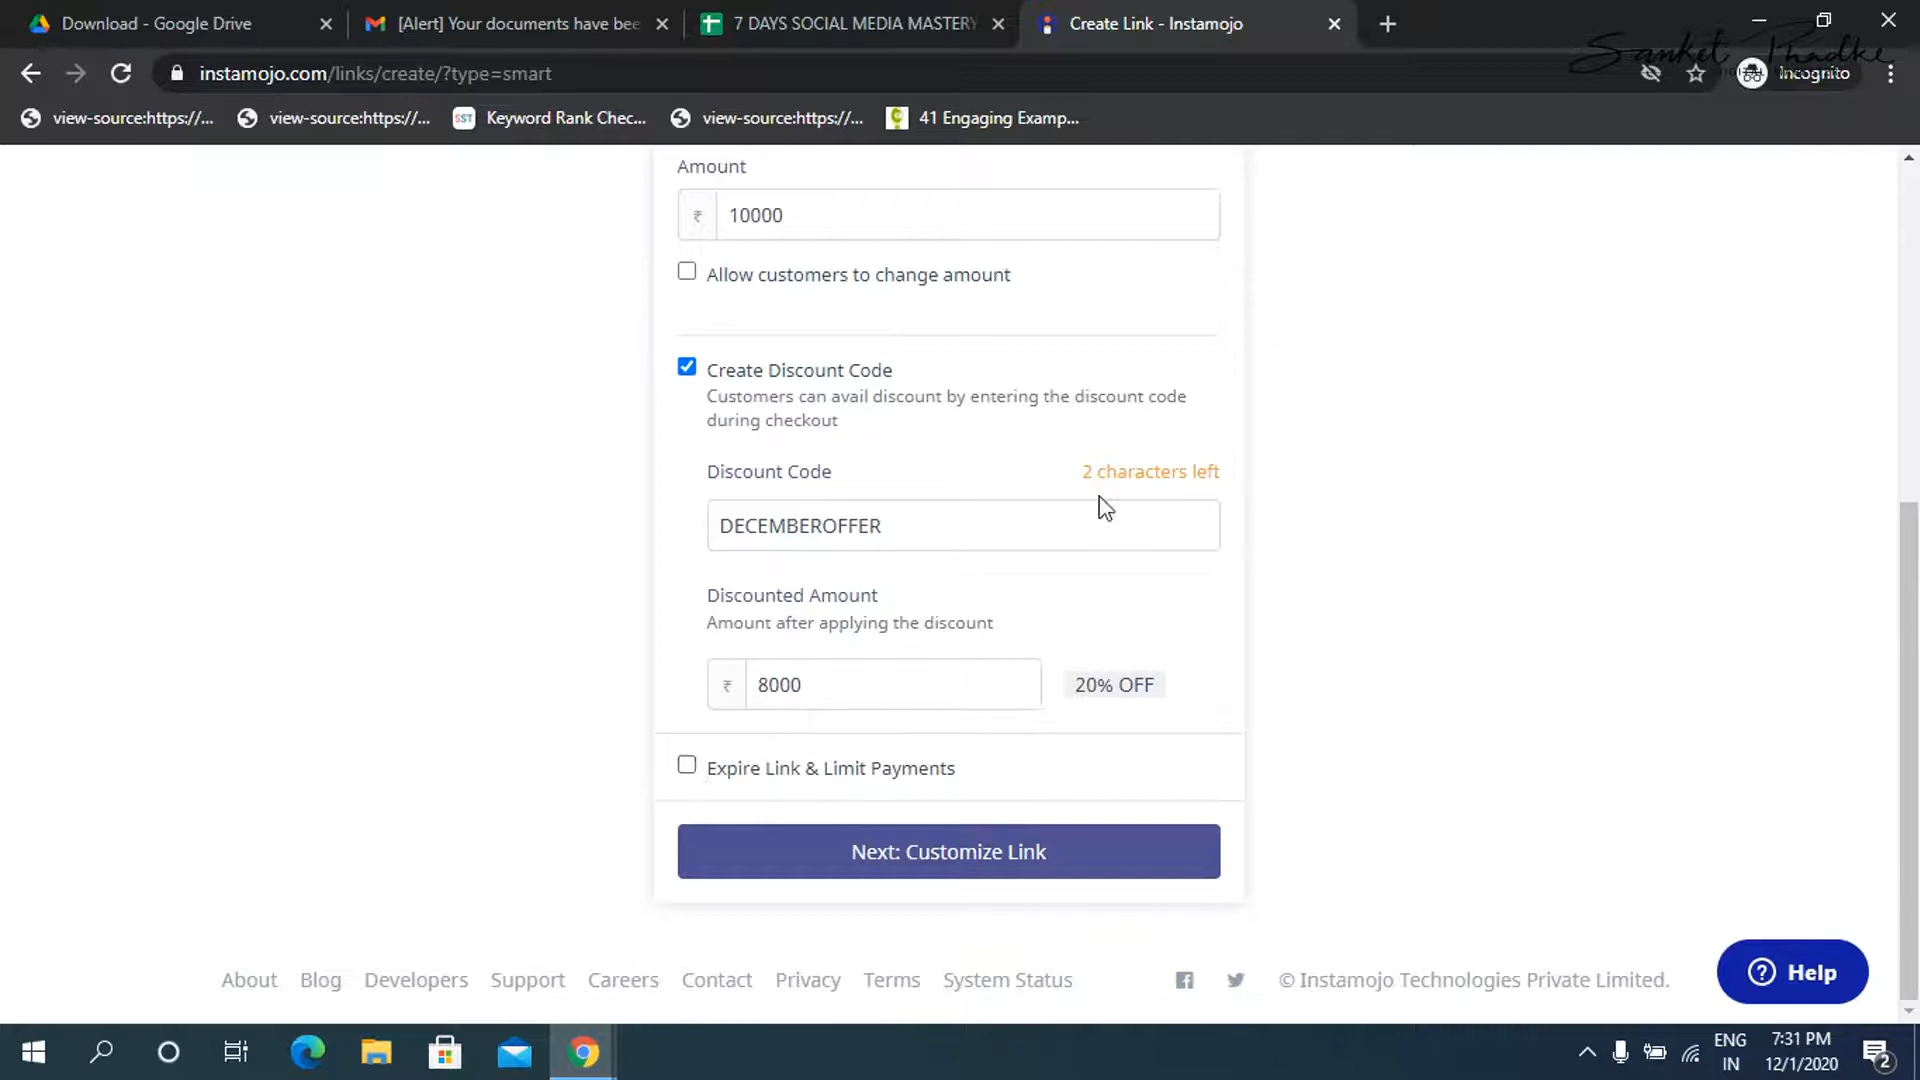 Download - Google Drive
[Alert] Your documents have bee
7 DAYS SOCIAL MEDIA MASTERY
Create Link - Instamojo
Sanket Phadke
instamojo.com/links/create/?type=smart
Incognito
view-source:https://...
view-source:https://...
SST
Keyword Rank Chec...
view-source:https://...
41 Engaging Examp...
Amount
₹
10000
Allow customers to change amount
Create Discount Code
Customers can avail discount by entering the discount code
during checkout
Discount Code
2 characters left
DECEMBEROFFER
Discounted Amount
Amount after applying the discount
₹
8000
20% OFF
Expire Link & Limit Payments
Next: Customize Link
About
Blog
Developers
Support
Careers
Contact
Privacy
Terms
System Status
© Instamojo Technologies Private Limited.
Help
ENG
IN
7:31 PM
12/1/2020
2